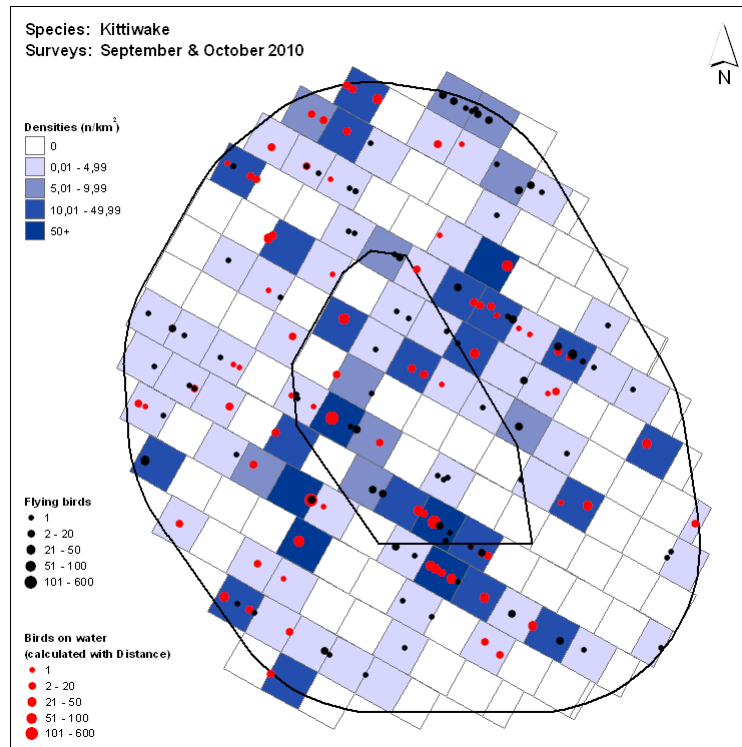 Species: Kittiwake
Surveys: September & October 2010
N
Densities (n/km²)
0
0,01 - 4,99
5,01 - 9,99
10,01 - 49,99
50+
Flying birds
1
2 - 20
21 - 50
51 - 100
101 - 600
Birds on water
(calculated with Distance)
1
2 - 20
21 - 50
51 - 100
101 - 600